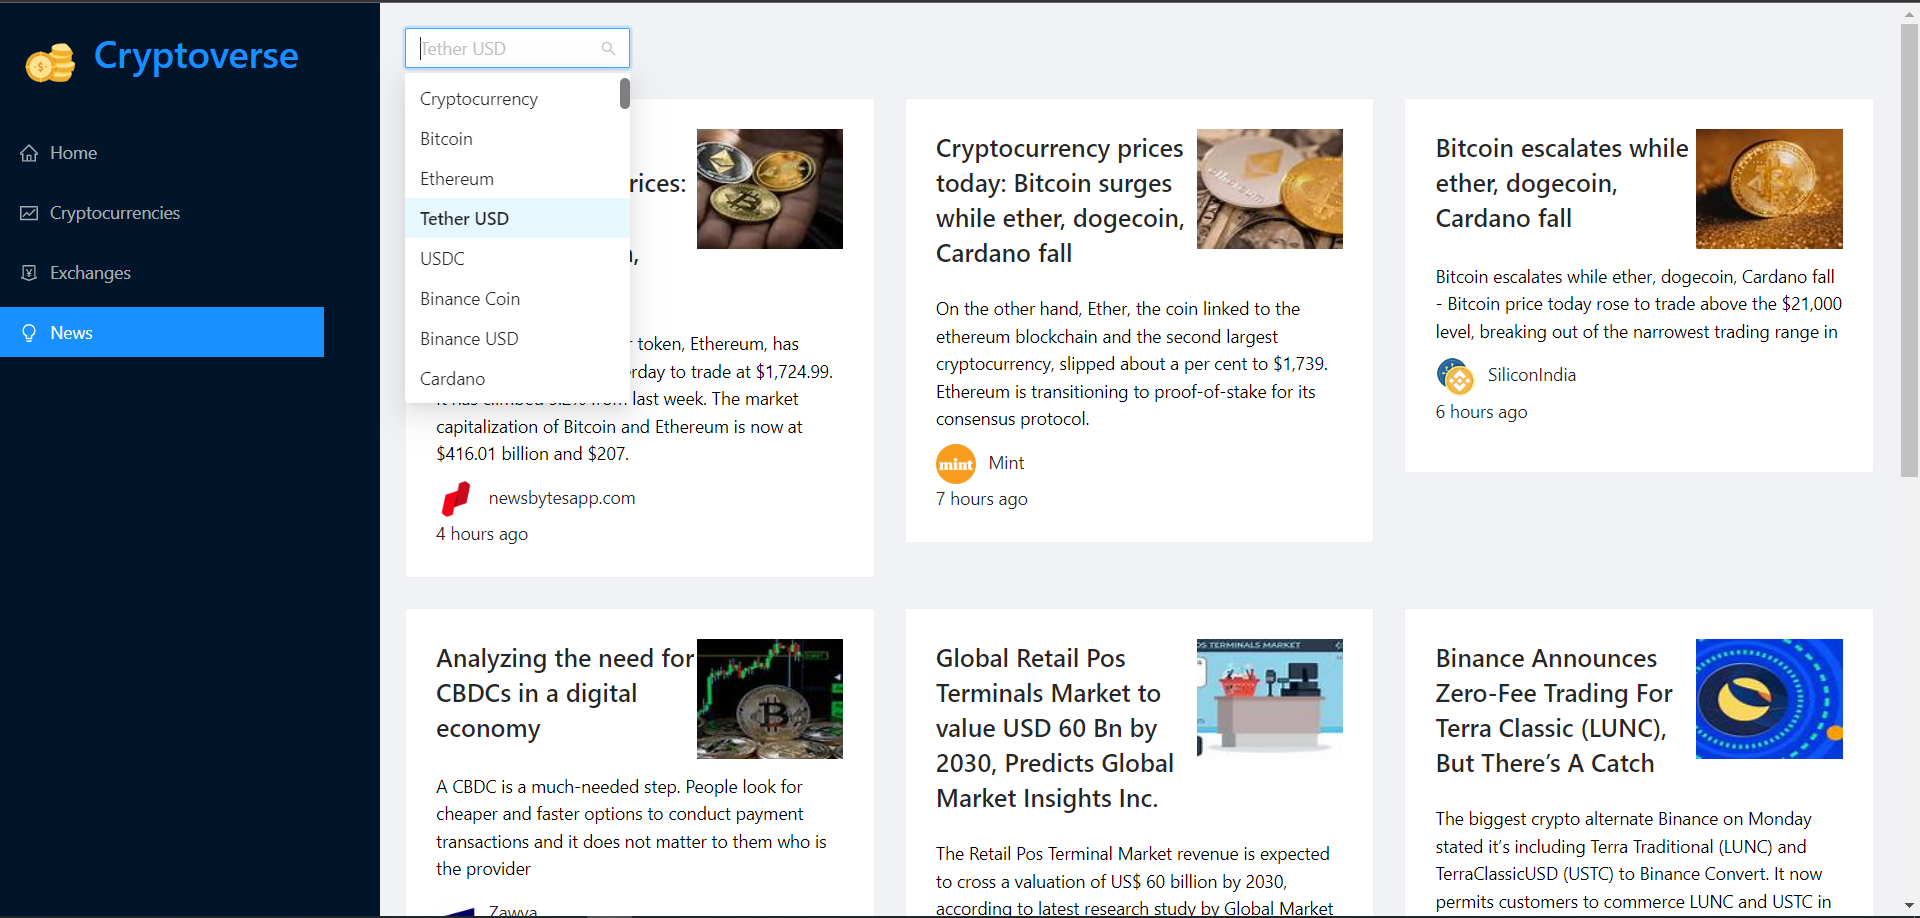 Cryptoverse
Home
Cryptocurrencies
Exchanges
News
Tether USD
Cryptocurrency
Bitcoin
Ethereum
Tether USD
USDC
Binance Coin
Binance USD
Cardano
rices:
token, Ethereum, has
to trade at $1,724.99.
last week. The market
capitalization of Bitcoin and Ethereum is now at
$416.01 billion and $207.
newsbytesapp.com
4 hours ago
Cryptocurrency prices
today: Bitcoin surges
while ether, dogecoin,
Cardano fall
On the other hand, Ether, the coin linked to the
ethereum blockchain and the second largest
cryptocurrency, slipped about a per cent to $1,739.
Ethereum is transitioning to proof-of-stake for its
consensus protocol.
mint
Mint
7 hours ago
Bitcoin escalates while
ether, dogecoin,
Cardano fall
Bitcoin escalates while ether, dogecoin, Cardano fall
- Bitcoin price today rose to trade above the $21,000
level, breaking out of the narrowest trading range in
SiliconIndia
6 hours ago
Analyzing the need for
CBDCs in a digital
economy
A CBDC is a much-needed step. People look for
cheaper and faster options to conduct payment
transactions and it does not matter to them who is
the provider
Zawya
Global Retail Pos
Terminals Market to
value USD 60 Bn by
2030, Predicts Global
Market Insights Inc.
OS TERMINALS MARKET
The Retail Pos Terminal Market revenue is expected
to cross a valuation of US$ 60 billion by 2030,
according to latest research study by Global Market
Binance Announces
Zero-Fee Trading For
Terra Classic (LUNC),
But There’s A Catch
The biggest crypto alternate Binance on Monday
stated it’s including Terra Traditional (LUNC) and
TerraClassicUSD (USTC) to Binance Convert. It now
permits customers to commerce LUNC and USTC in